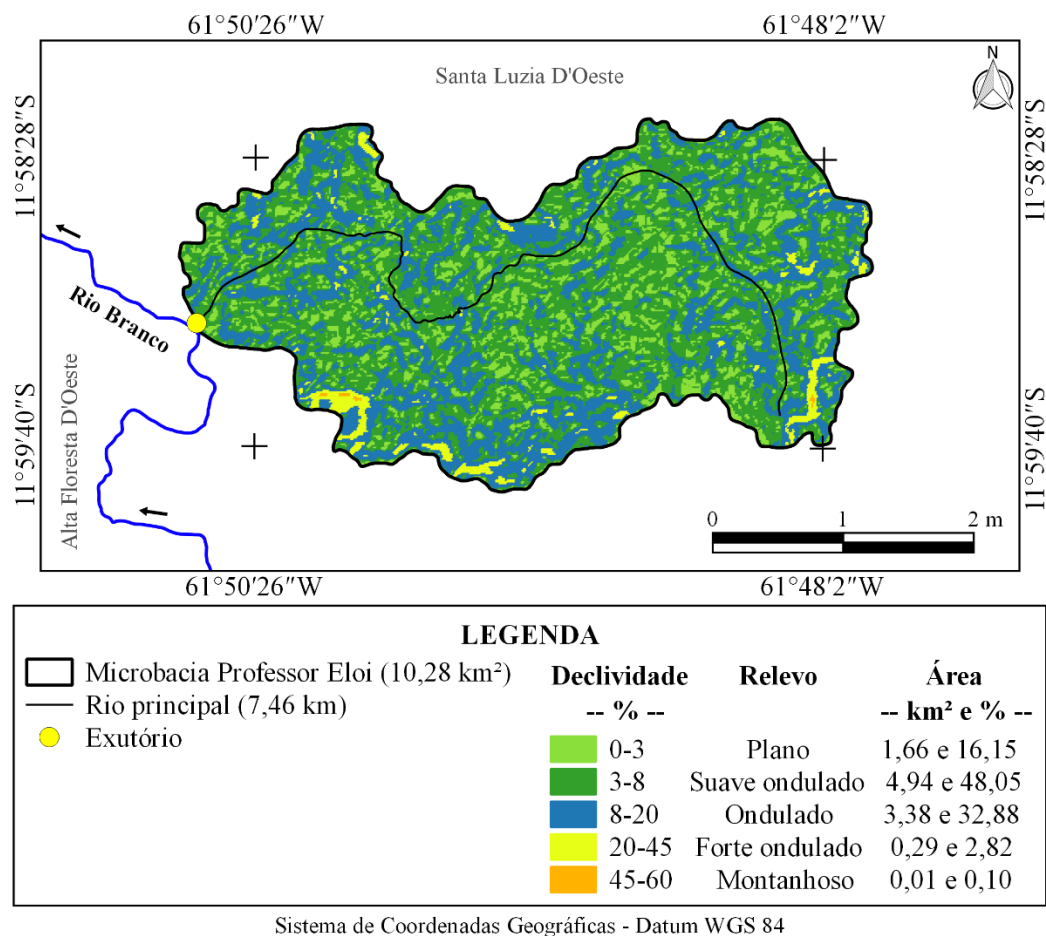 61°50'26"W 61°48'2"W
Santa Luzia D'Oeste
N
11°58'28"S
11°58'28"S
Rio Branco
Alta Floresta D'Oeste
11°59'40"S
11°59'40"S
0 1 2 m
61°50'26"W 61°48'2"W
LEGENDA
Microbacia Professor Eloi (10,28 km²)
Rio principal (7,46 km)
Exutório
Declividade Relevo Área
-- % -- -- km² e % --
0-3 Plano 1,66 e 16,15
3-8 Suave ondulado 4,94 e 48,05
8-20 Ondulado 3,38 e 32,88
20-45 Forte ondulado 0,29 e 2,82
45-60 Montanhoso 0,01 e 0,10
Sistema de Coordenadas Geográficas - Datum WGS 84